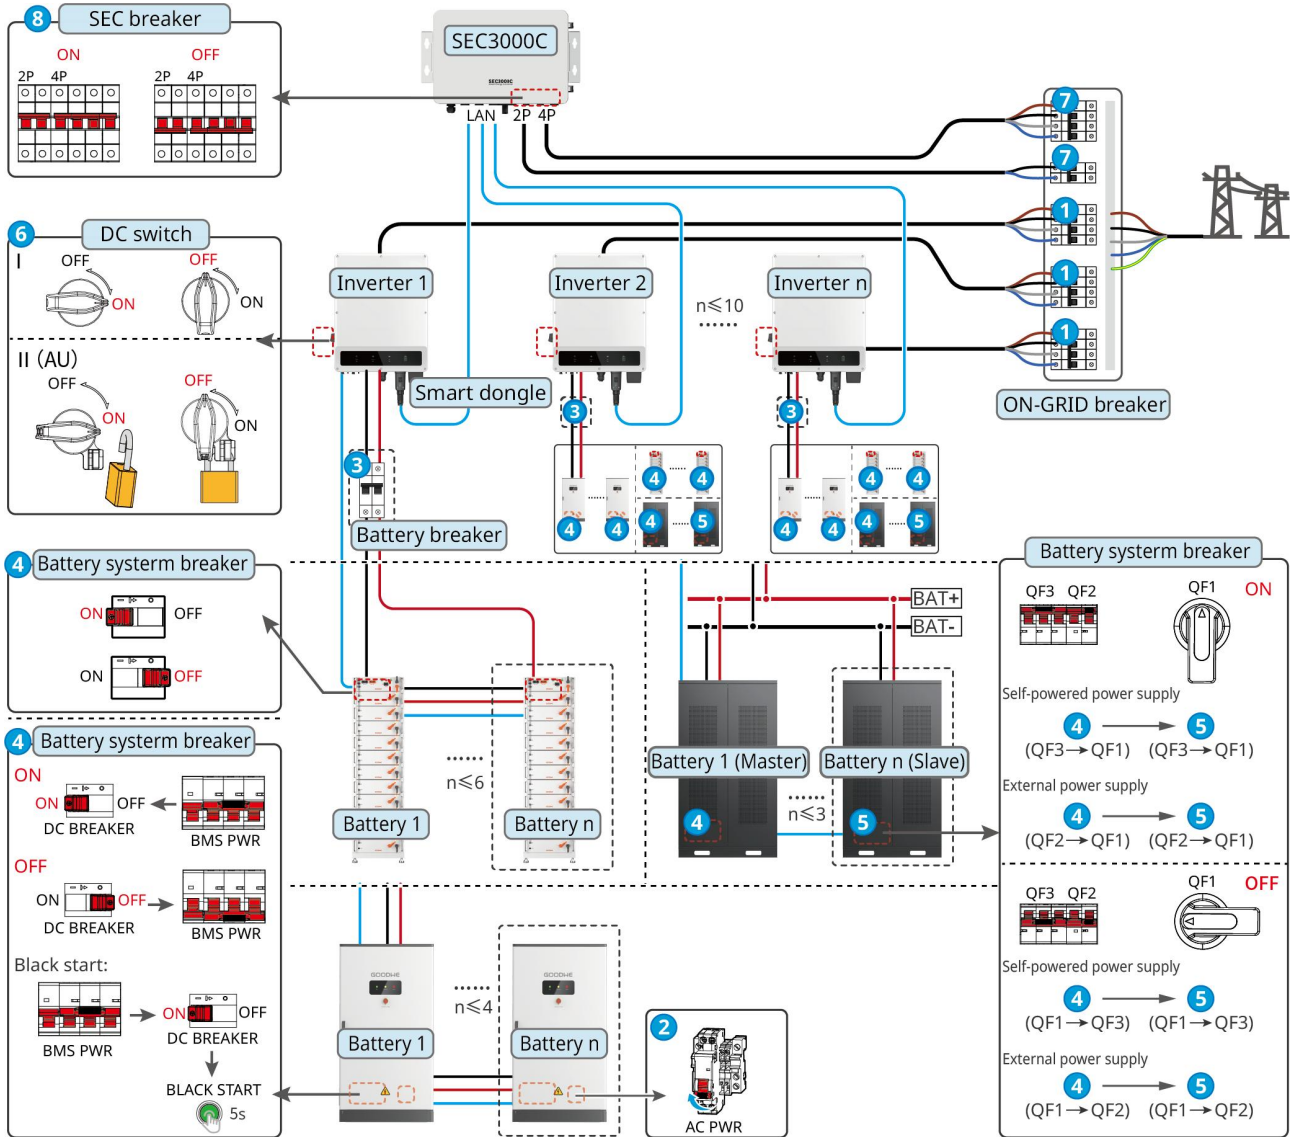 8 SEC breaker
ON OFF
2P 4P 2P 4P
SEC3000C
SEC3000C
LAN 2P 4P
7
7
1
1
1
ON-GRID breaker
6 DC switch
I
OFF ON
OFF ON
II (AU)
OFF ON
OFF ON
Inverter 1
Inverter 2
n≤10
Inverter n
Smart dongle
3
Battery breaker
3
4 4
4 4 4 5
3
4 4
4 4 4 5
4 Battery systerm breaker
ON OFF
ON OFF
Battery 1
n≤6
Battery n
BAT+
BAT-
Battery 1 (Master)
Battery n (Slave)
n≤3
4
5
4 Battery systerm breaker
ON
ON OFF
DC BREAKER
BMS PWR
OFF
ON OFF
DC BREAKER
BMS PWR
Black start:
BMS PWR
ON OFF
DC BREAKER
BLACK START
5s
GOODWE
Battery 1
n≤4
GOODWE
Battery n
2
AC PWR
Battery systerm breaker
QF3 QF2 QF1 ON
Self-powered power supply
4 → 5
(QF3→QF1) (QF3→QF1)
External power supply
4 → 5
(QF2→QF1) (QF2→QF1)
QF3 QF2 QF1 OFF
Self-powered power supply
4 → 5
(QF1→QF3) (QF1→QF3)
External power supply
4 → 5
(QF1→QF2) (QF1→QF2)